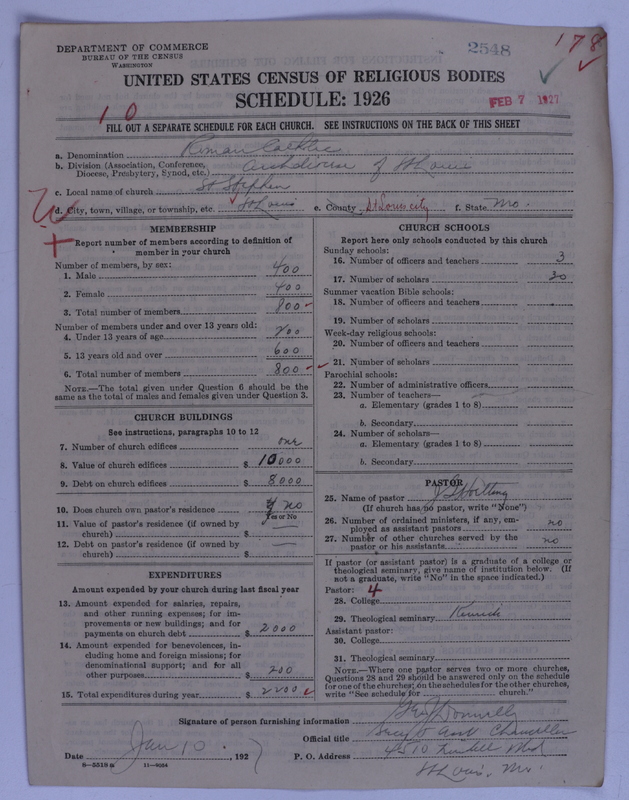 DEPARTMENT OF COMMERCE
BUREAU OF THE CENSUS
WASHINGTON
2548
178
UNITED STATES CENSUS OF RELIGIOUS BODIES
SCHEDULE: 1926
FEB 7 1927
10
FILL OUT A SEPARATE SCHEDULE FOR EACH CHURCH. SEE INSTRUCTIONS ON THE BACK OF THIS SHEET
a. Denomination Roman Catholic
b. Division (Association, Conference, Diocese, Presbytery, Synod, etc.) Archdiocese of St Louis
c. Local name of church St Stephen
d. City, town, village, or township, etc. St Louis e. County St Louis city f. State Mo.
MEMBERSHIP
Report number of members according to definition of
member in your church
Number of members, by sex:
1. Male 400
2. Female 400
3. Total number of members 800
Number of members under and over 13 years old:
4. Under 13 years of age 200
5. 13 years old and over 600
6. Total number of members 800
NOTE.—The total given under Question 6 should be the
same as the total of males and females given under Question 3.
CHURCH BUILDINGS
See instructions, paragraphs 10 to 12
7. Number of church edifices one
8. Value of church edifices $ 10000
9. Debt on church edifices $ 8000
10. Does church own pastor's residence no
Yes or No
11. Value of pastor's residence (if owned by
church) $ —
12. Debt on pastor's residence (if owned by
church) $ —
EXPENDITURES
Amount expended by your church during last fiscal year
13. Amount expended for salaries, repairs,
and other running expenses; for im-
provements or new buildings; and for
payments on church debt $ 2000
14. Amount expended for benevolences, in-
cluding home and foreign missions; for
denominational support; and for all
other purposes $ 200
15. Total expenditures during year $ 2200
CHURCH SCHOOLS
Report here only schools conducted by this church
Sunday schools:
16. Number of officers and teachers 3
17. Number of scholars 30
Summer vacation Bible schools:
18. Number of officers and teachers
19. Number of scholars
Week-day religious schools:
20. Number of officers and teachers
21. Number of scholars
Parochial schools:
22. Number of administrative officers
23. Number of teachers—
a. Elementary (grades 1 to 8)
b. Secondary
24. Number of scholars—
a. Elementary (grades 1 to 8)
b. Secondary
PASTOR
25. Name of pastor
(If church has no pastor, write "None")
26. Number of ordained ministers, if any, em-
ployed as assistant pastors no
27. Number of other churches served by the
pastor or his assistants no
If pastor (or assistant pastor) is a graduate of a college or
theological seminary, give name of institution below. (If
not a graduate, write "No" in the space indicated.)
Pastor: 4
28. College
29. Theological seminary Kenrick
Assistant pastor:
30. College
31. Theological seminary
NOTE.—Where one pastor serves two or more churches,
Questions 28 and 29 should be answered only on the schedule
for one of the churches; on the schedules for the other churches,
write "See schedule for church."
Signature of person furnishing information
Official title Secy & Asst Chancellor
Date Jan 10, 1927 P. O. Address 4510 Lindell Blvd
St Louis, Mo.
8—5518a 11—9064